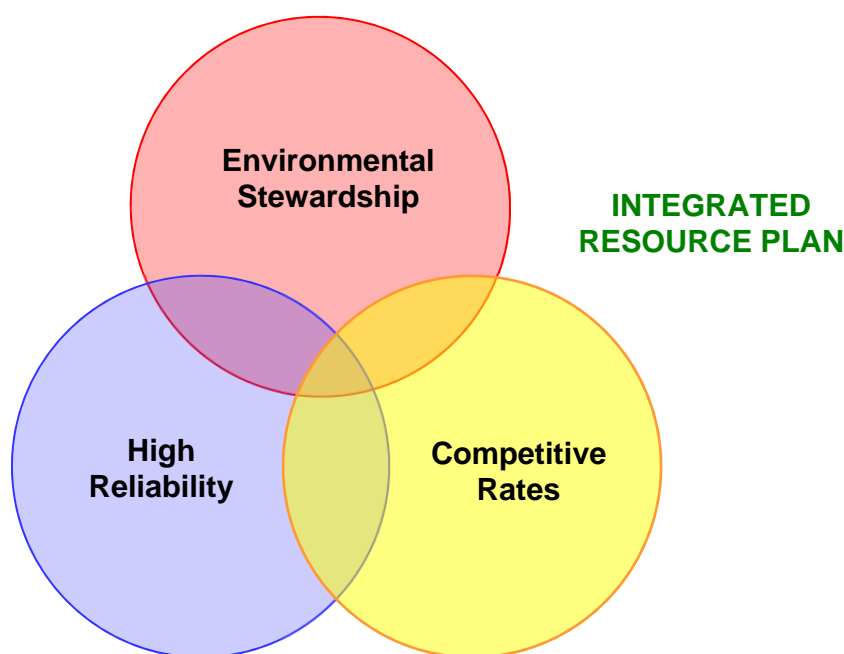 Environmental
Stewardship
INTEGRATED
RESOURCE PLAN
High
Reliability
Competitive
Rates